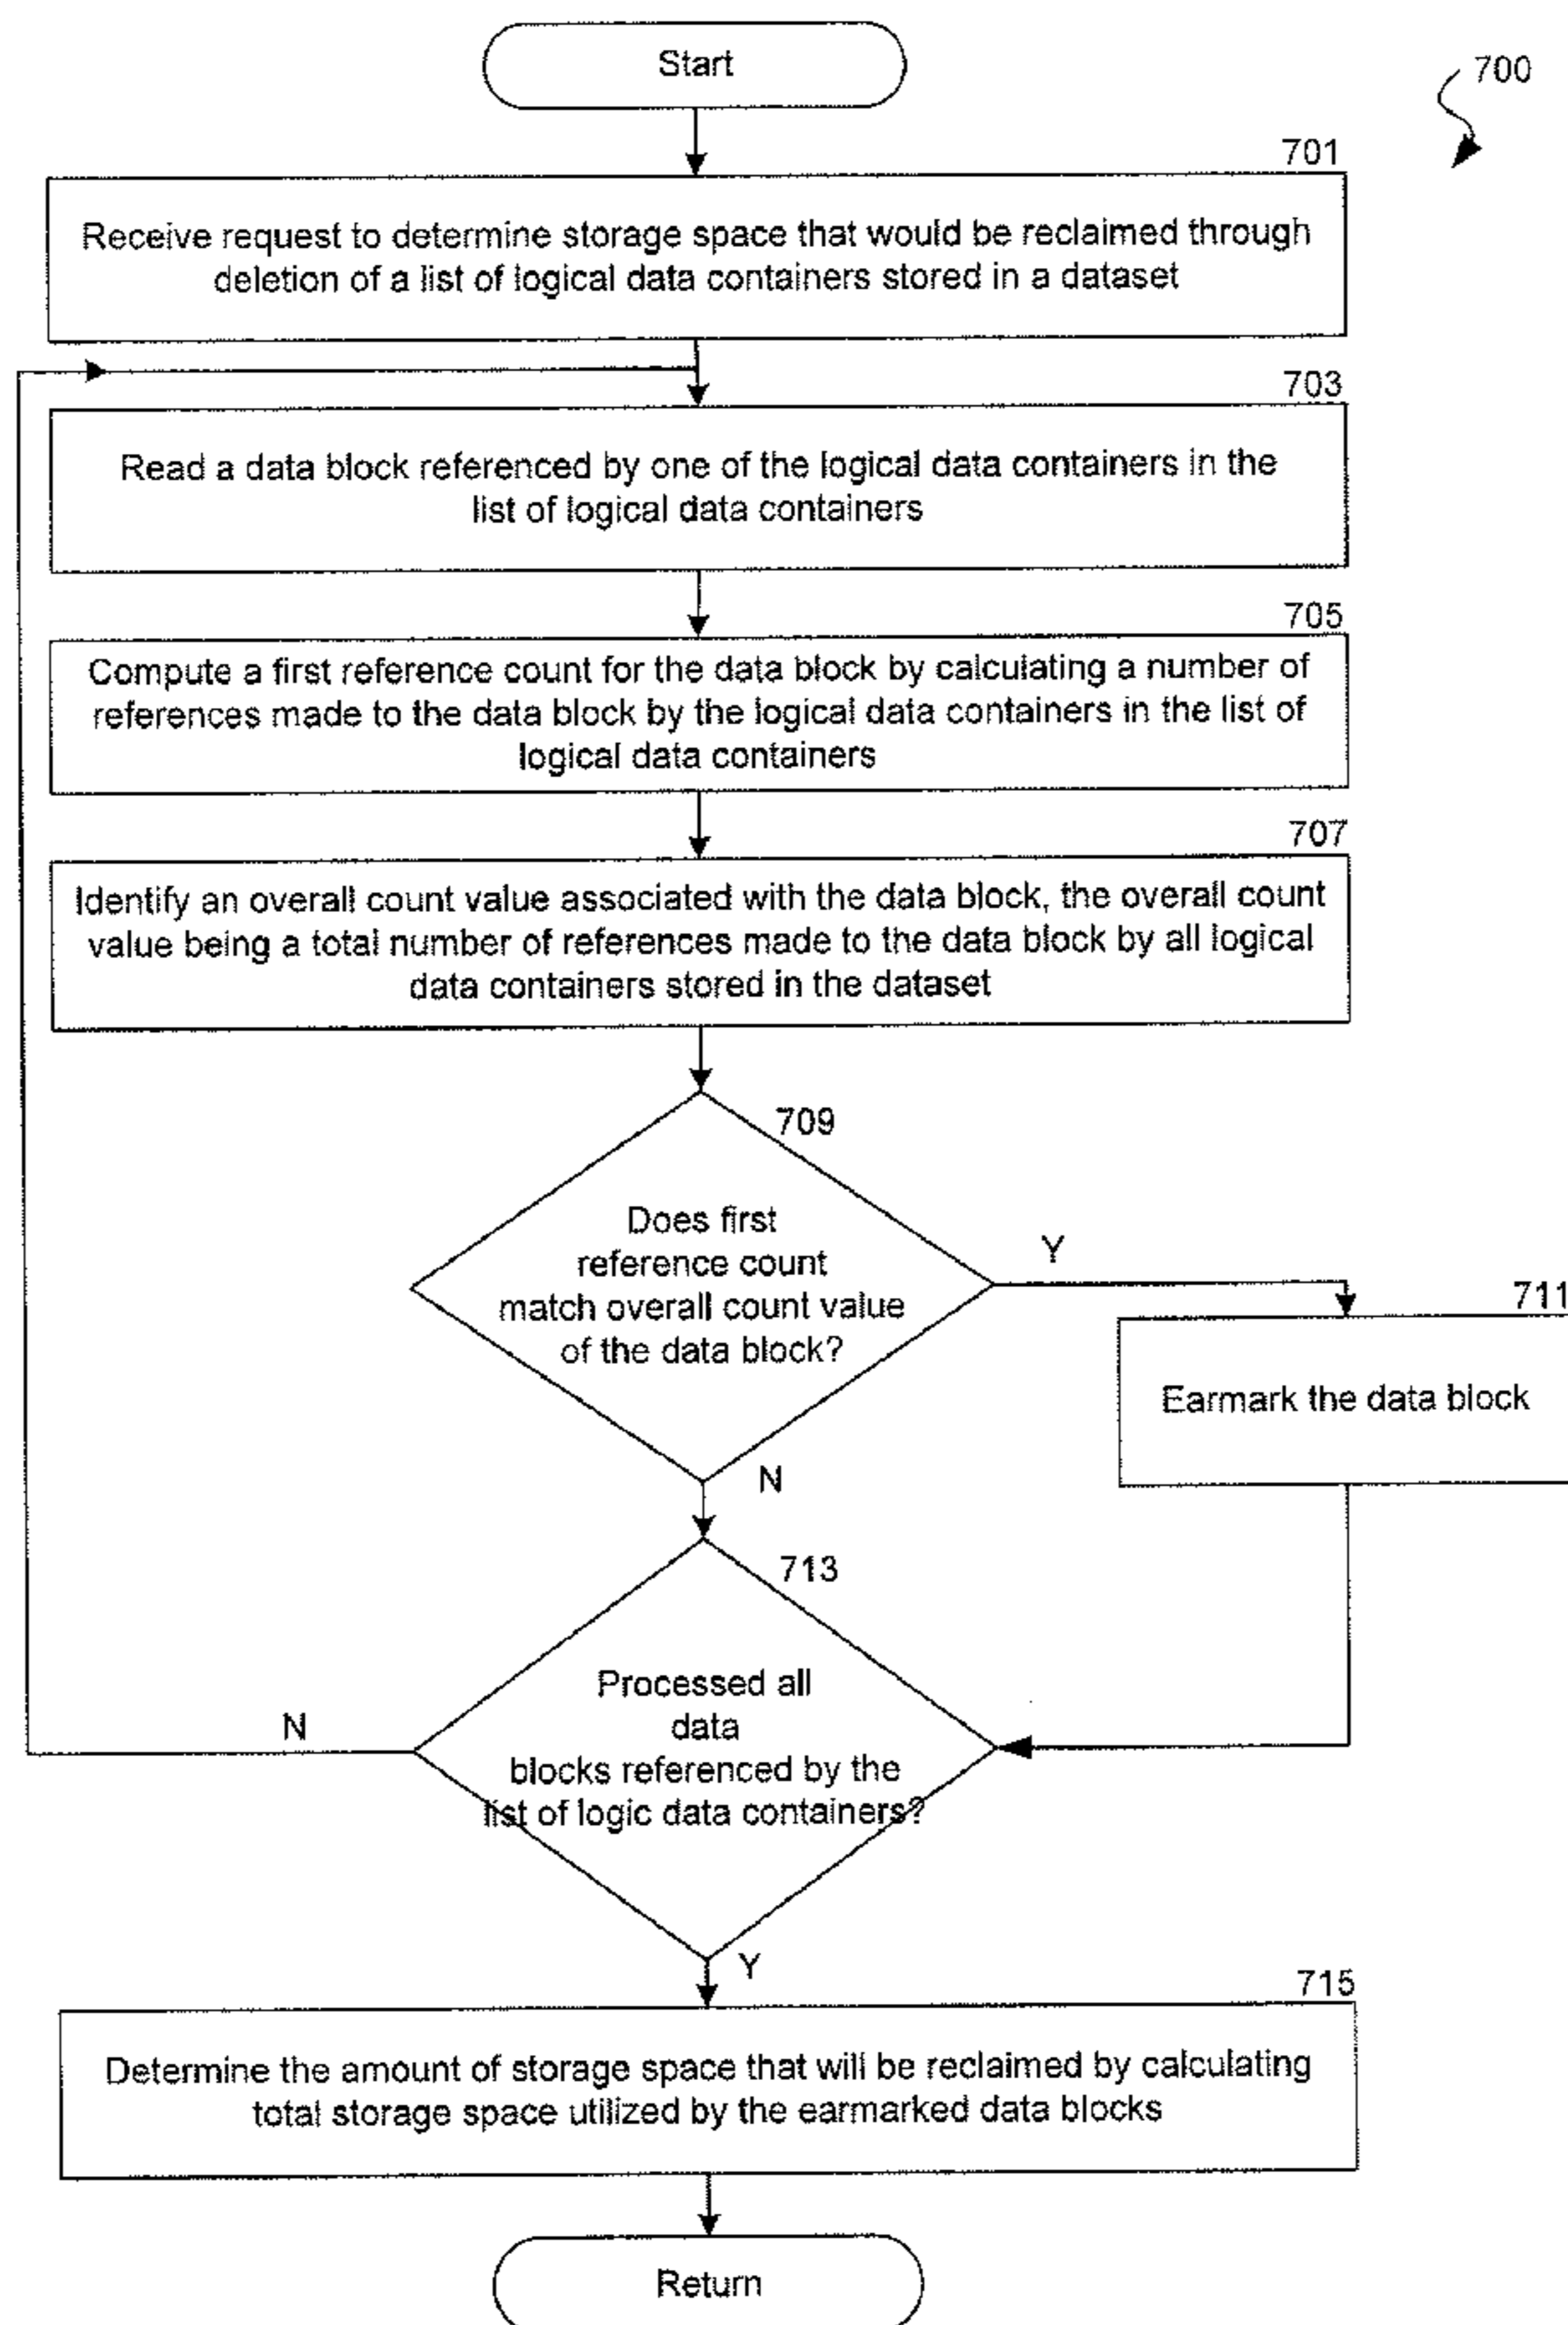 Start
700
701
Receive request to determine storage space that would be reclaimed through
deletion of a list of logical data containers stored in a dataset
703
Read a data block referenced by one of the logical data containers in the
list of logical data containers
705
Compute a first reference count for the data block by calculating a number of
references made to the data block by the logical data containers in the list of
logical data containers
707
Identify an overall count value associated with the data block, the overall count
value being a total number of references made to the data block by all logical
data containers stored in the dataset
709
Does first
reference count
match overall count value
of the data block?
Y
711
Earmark the data block
N
713
Processed all
data
blocks referenced by the
list of logic data containers?
N
Y
715
Determine the amount of storage space that will be reclaimed by calculating
total storage space utilized by the earmarked data blocks
Return